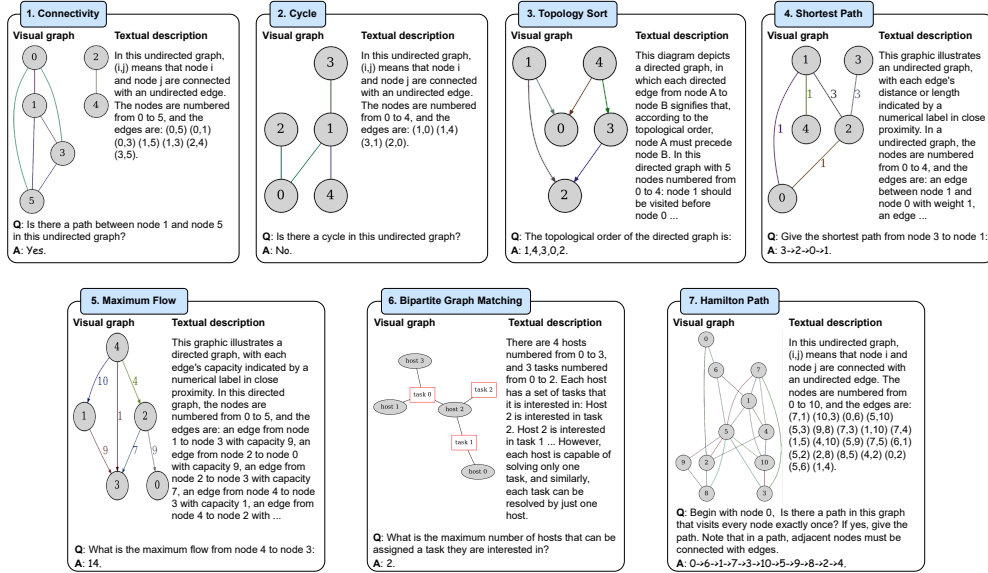 1. Connectivity
Visual graph
Textual description
0
2
1
4
3
5
In this undirected graph,
(i,j) means that node i
and node j are connected
with an undirected edge.
The nodes are numbered
from 0 to 5, and the
edges are: (0,5) (0,1)
(0,3) (1,5) (1,3) (2,4)
(3,5).
Q: Is there a path between node 1 and node 5
in this undirected graph?
A: Yes.
2. Cycle
Visual graph
Textual description
3
2
1
0
4
In this undirected graph,
(i,j) means that node i
and node j are connected
with an undirected edge.
The nodes are numbered
from 0 to 4, and the
edges are: (1,0) (1,4)
(3,1) (2,0).
Q: Is there a cycle in this undirected graph?
A: No.
3. Topology Sort
Visual graph
Textual description
1
4
0
3
2
This diagram depicts
a directed graph, in
which each directed
edge from node A to
node B signifies that,
according to the
topological order,
node A must precede
node B. In this
directed graph with 5
nodes numbered from
0 to 4: node 1 should
be visited before
node 0 ...
Q: The topological order of the directed graph is:
A: 1,4,3,0,2.
4. Shortest Path
Visual graph
Textual description
1
3
1
3
3
1
4
2
1
0
This graphic illustrates
an undirected graph,
with each edge's
distance or length
indicated by a
numerical label in close
proximity. In a
undirected graph, the
nodes are numbered
from 0 to 4, and the
edges are: an edge
between node 1 and
node 0 with weight 1,
an edge ...
Q: Give the shortest path from node 3 to node 1:
A: 3->2->0->1.
5. Maximum Flow
Visual graph
Textual description
4
10
4
1
1
2
9
7
9
3
0
This graphic illustrates a
directed graph, with each
edge's capacity indicated by a
numerical label in close
proximity. In this directed
graph, the nodes are
numbered from 0 to 5, and the
edges are: an edge from node
1 to node 3 with capacity 9, an
edge from node 2 to node 0
with capacity 9, an edge from
node 2 to node 3 with capacity
7, an edge from node 4 to node
3 with capacity 1, an edge from
node 4 to node 2 with ...
Q: What is the maximum flow from node 4 to node 3:
A: 14.
6. Bipartite Graph Matching
Visual graph
Textual description
host 3
task 0
task 2
host 1
host 2
task 1
host 0
There are 4 hosts
numbered from 0 to 3,
and 3 tasks numbered
from 0 to 2. Each host
has a set of tasks that
it is interested in: Host
2 is interested in task
2. Host 2 is interested
in task 1 ... However,
each host is capable of
solving only one
task, and similarly,
each task can be
resolved by just one
host.
Q: What is the maximum number of hosts that can be
assigned a task they are interested in?
A: 2.
7. Hamilton Path
Visual graph
Textual description
0
6
7
1
5
4
9
2
10
8
3
In this undirected graph,
(i,j) means that node i and
node j are connected with
an undirected edge. The
nodes are numbered from
0 to 10, and the edges are:
(7,1) (10,3) (0,6) (5,10)
(5,3) (9,8) (7,3) (1,10) (7,4)
(1,5) (4,10) (5,9) (7,5) (6,1)
(5,2) (2,8) (8,5) (4,2) (0,2)
(5,6) (1,4).
Q: Begin with node 0, Is there a path in this graph
that visits every node exactly once? If yes, give the
path. Note that in a path, adjacent nodes must be
connected with edges.
A: 0->6->1->7->3->10->5->9->8->2->4.